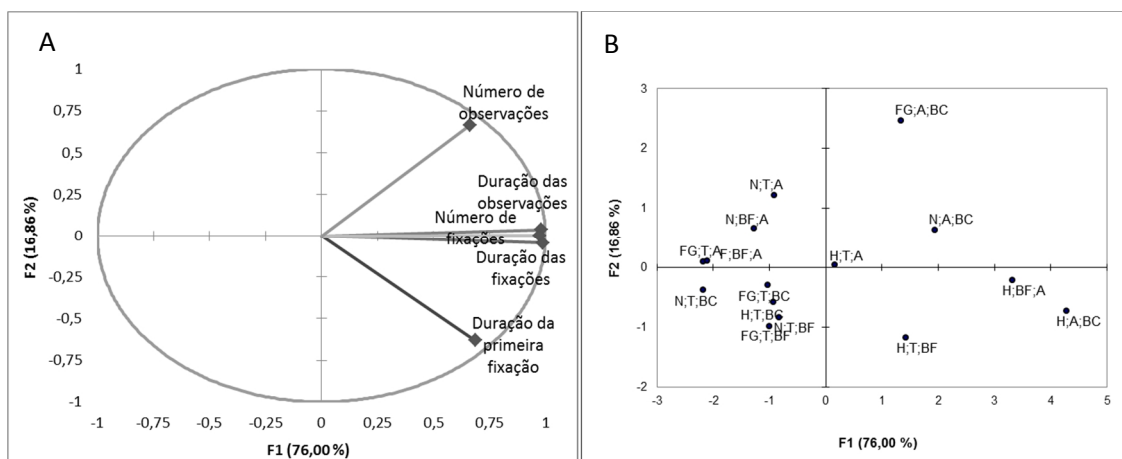 A
1
0,75
0,5
0,25
0
-0,25
-0,5
-0,75
-1
F2 (16,86 %)
Número de
observações
Duração das
observações
Número de
fixações
Duração das
fixações
Duração da
primeira
fixação
-1
-0,75
-0,5
-0,25
0
0,25
0,5
0,75
1
F1 (76,00 %)
B
3
2
1
0
-1
-2
F2 (16,86 %)
FG;A;BC
N;T;A
N;BF;A
N;A;BC
FG;T;A
F;BF;A
H;T;A
H;BF;A
N;T;BC
FG;T;BC
H;T;BC
N;T;BF
FG;T;BF
H;A;BC
H;T;BF
-3
-2
-1
0
1
2
3
4
5
F1 (76,00 %)